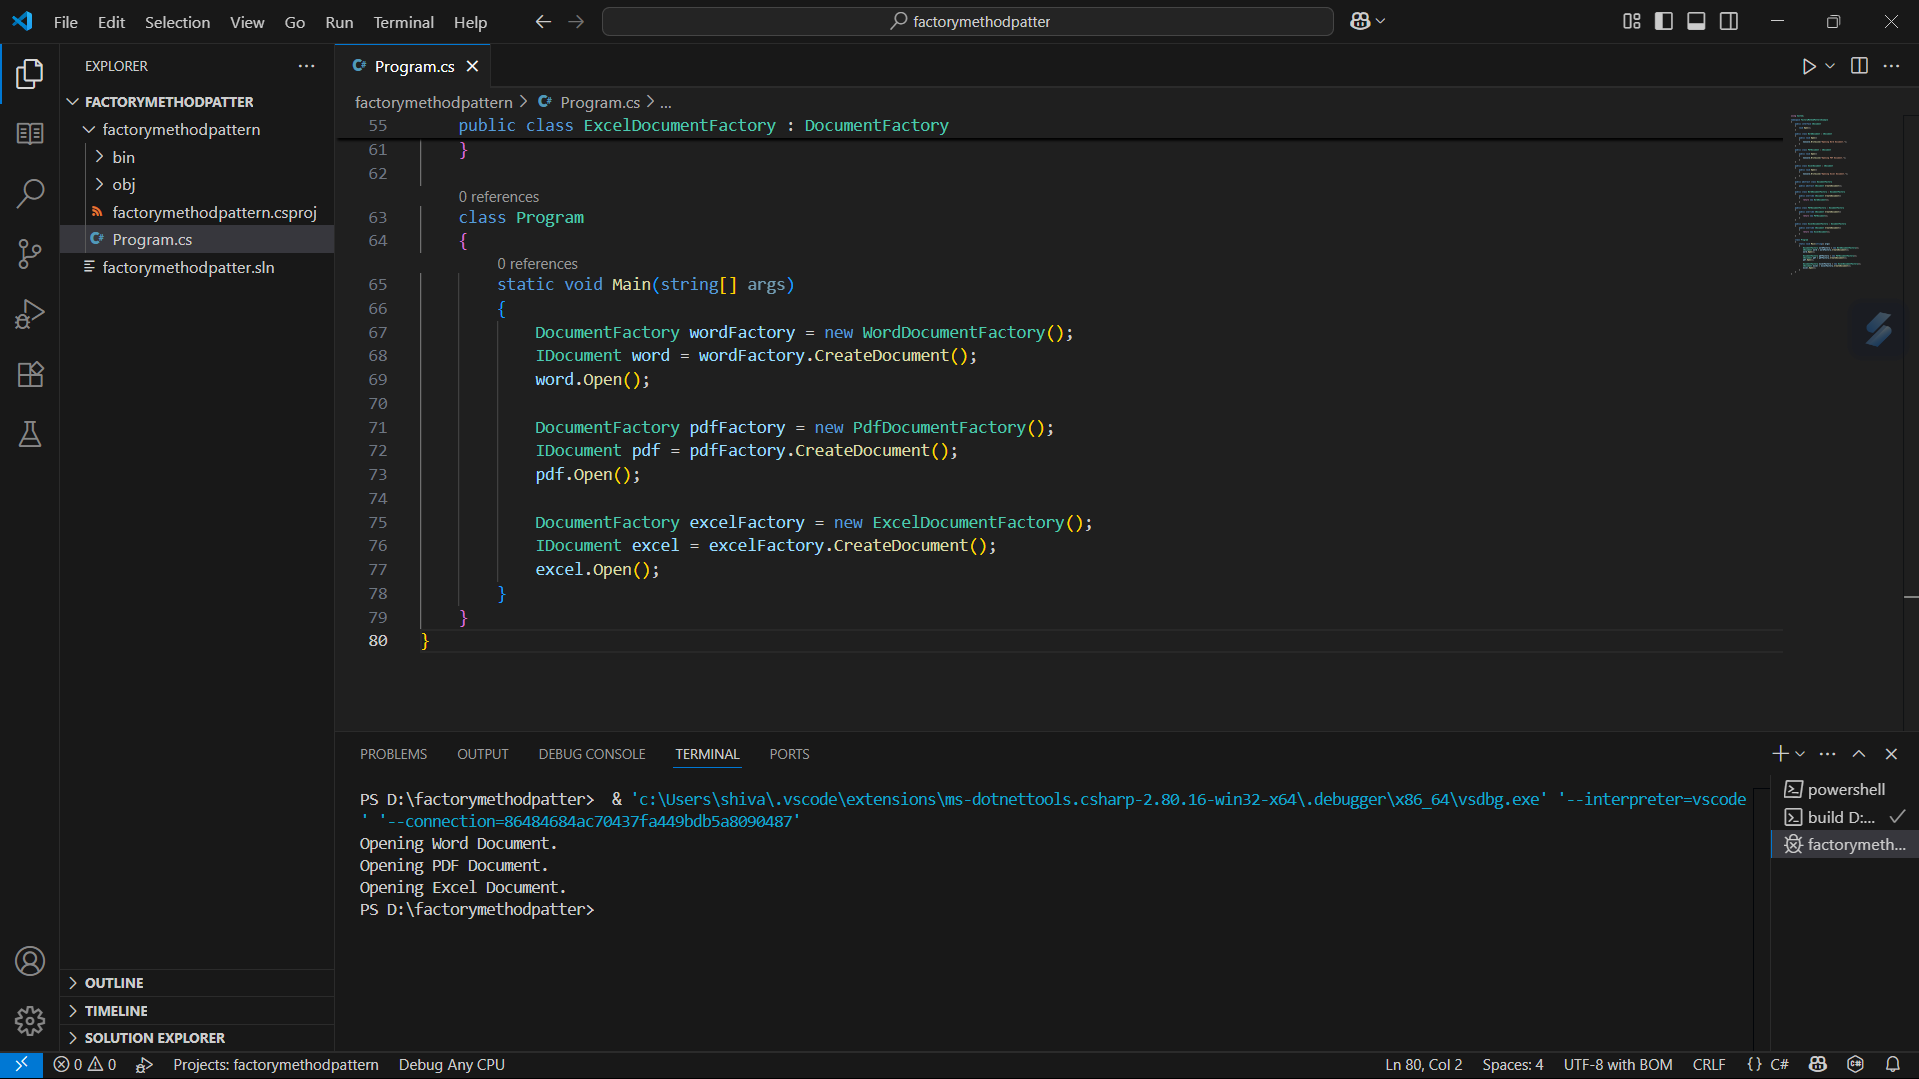 File Edit Selection View Go Run Terminal Help
factorymethodpatter
EXPLORER
FACTORYMETHODPATTER
factorymethodpattern
bin
obj
factorymethodpattern.csproj
Program.cs
factorymethodpatter.sln
OUTLINE
TIMELINE
SOLUTION EXPLORER
Program.cs
factorymethodpattern > Program.cs > ...
55 public class ExcelDocumentFactory : DocumentFactory
61 }
62
0 references
63 class Program
64 {
0 references
65 static void Main(string[] args)
66 {
67 DocumentFactory wordFactory = new WordDocumentFactory();
68 IDocument word = wordFactory.CreateDocument();
69 word.Open();
70
71 DocumentFactory pdfFactory = new PdfDocumentFactory();
72 IDocument pdf = pdfFactory.CreateDocument();
73 pdf.Open();
74
75 DocumentFactory excelFactory = new ExcelDocumentFactory();
76 IDocument excel = excelFactory.CreateDocument();
77 excel.Open();
78 }
79 }
80 }
PROBLEMS OUTPUT DEBUG CONSOLE TERMINAL PORTS
PS D:\factorymethodpatter>  & 'c:\Users\shiva\.vscode\extensions\ms-dotnettools.csharp-2.80.16-win32-x64\.debugger\x86_64\vsdbg.exe' '--interpreter=vscode
' '--connection=86484684ac70437fa449bdb5a8090487'
Opening Word Document.
Opening PDF Document.
Opening Excel Document.
PS D:\factorymethodpatter>
powershell
build D:...
factorymeth...
0 0 Projects: factorymethodpattern Debug Any CPU Ln 80, Col 2 Spaces: 4 UTF-8 with BOM CRLF {} C#